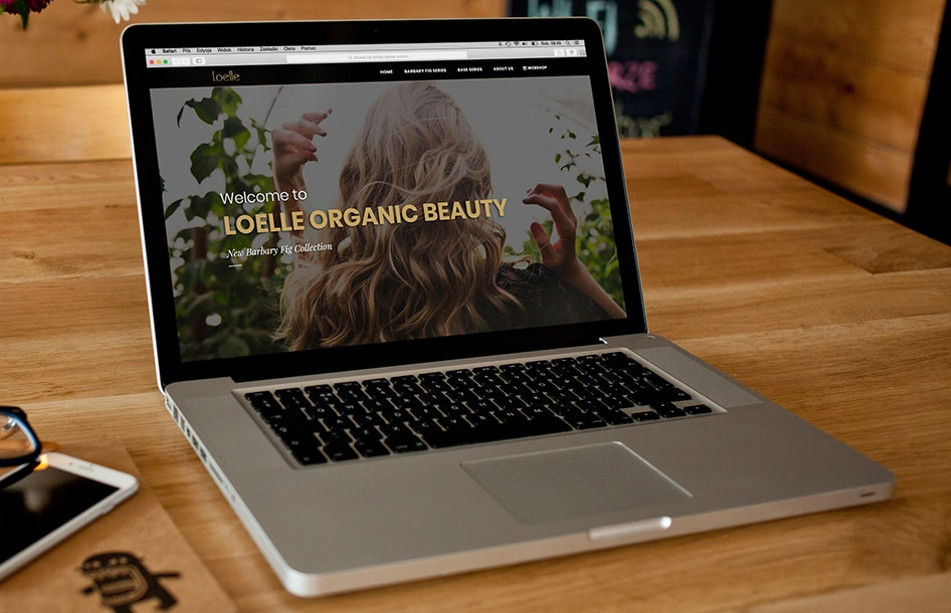 Safari Plik Edycja Widok Historia Zakładki Okno Pomoc
loelle
HOME BARBARY FIG SERIES BASE SERIES ABOUT US WEBSHOP
Welcome to
LOELLE ORGANIC BEAUTY
New Barbary Fig Collection